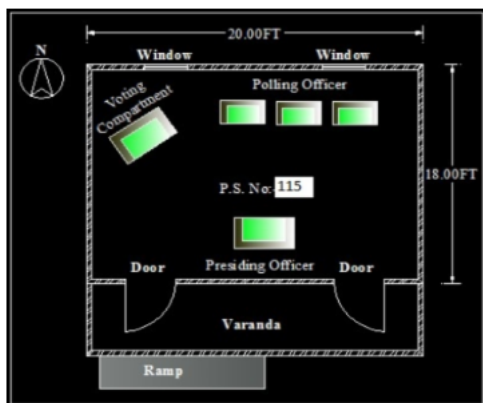 20.00FT
N
Window
Window
Voting
Compartment
Polling Officer
18.00FT
P.S. No:- 115
Door
Presiding Officer
Door
Varanda
Ramp